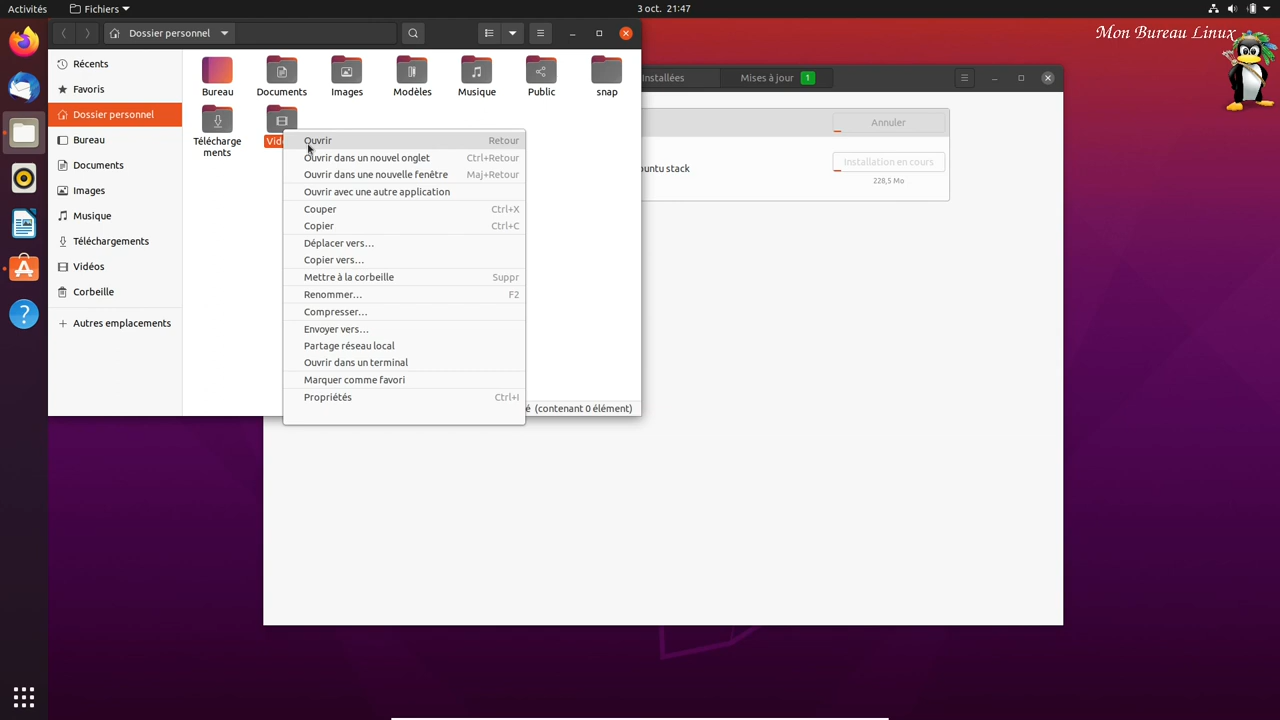 Activités
Fichiers
3 oct. 21:47
Mon Bureau Linux
Dossier personnel
Récents
Favoris
Dossier personnel
Bureau
Documents
Images
Musique
Téléchargements
Vidéos
Corbeille
Autres emplacements
Bureau
Documents
Images
Modèles
Musique
Public
snap
Télécharge
ments
Ouvrir Retour
Ouvrir dans un nouvel onglet Ctrl+Retour
Ouvrir dans une nouvelle fenêtre Maj+Retour
Ouvrir avec une autre application
Couper Ctrl+X
Copier Ctrl+C
Déplacer vers…
Copier vers…
Mettre à la corbeille Suppr
Renommer… F2
Compresser…
Envoyer vers…
Partage réseau local
Ouvrir dans un terminal
Marquer comme favori
Propriétés Ctrl+I
é (contenant 0 élément)
Installées
Mises à jour 1
Annuler
buntu stack
Installation en cours
228,5 Mo